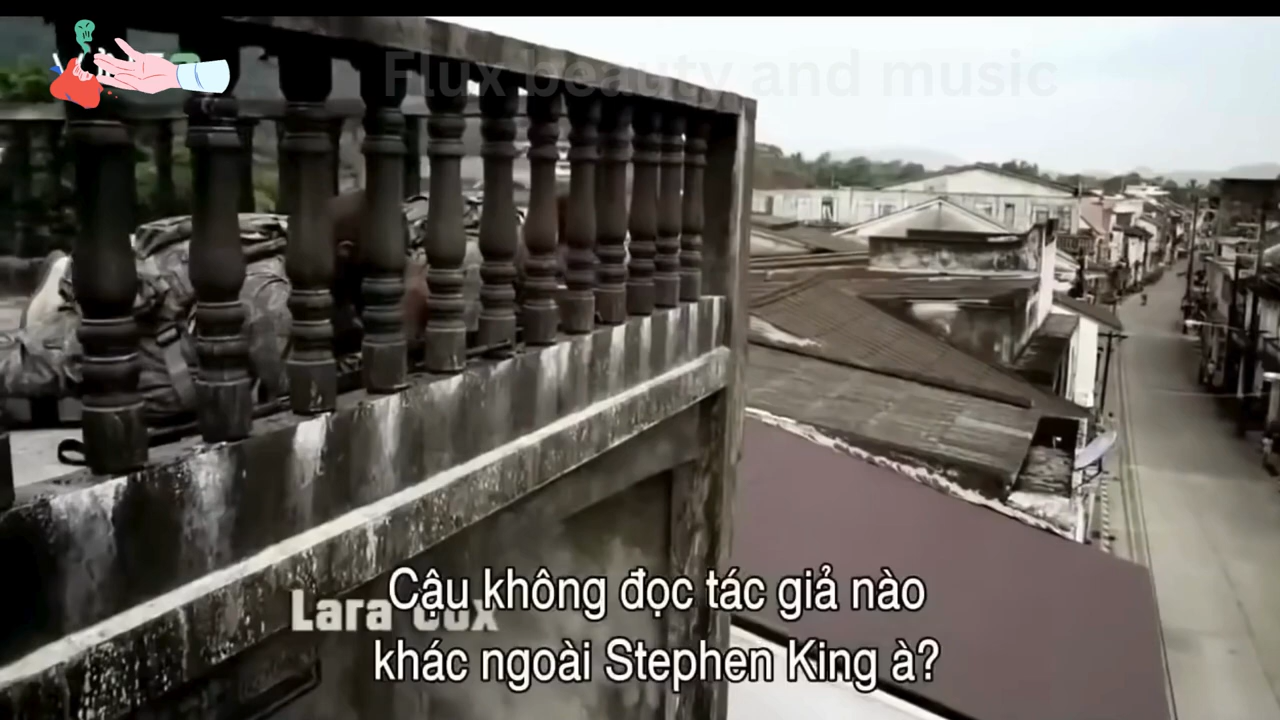 Flux beauty and music
Lara Cox
Cậu không đọc tác giả nào
khác ngoài Stephen King à?